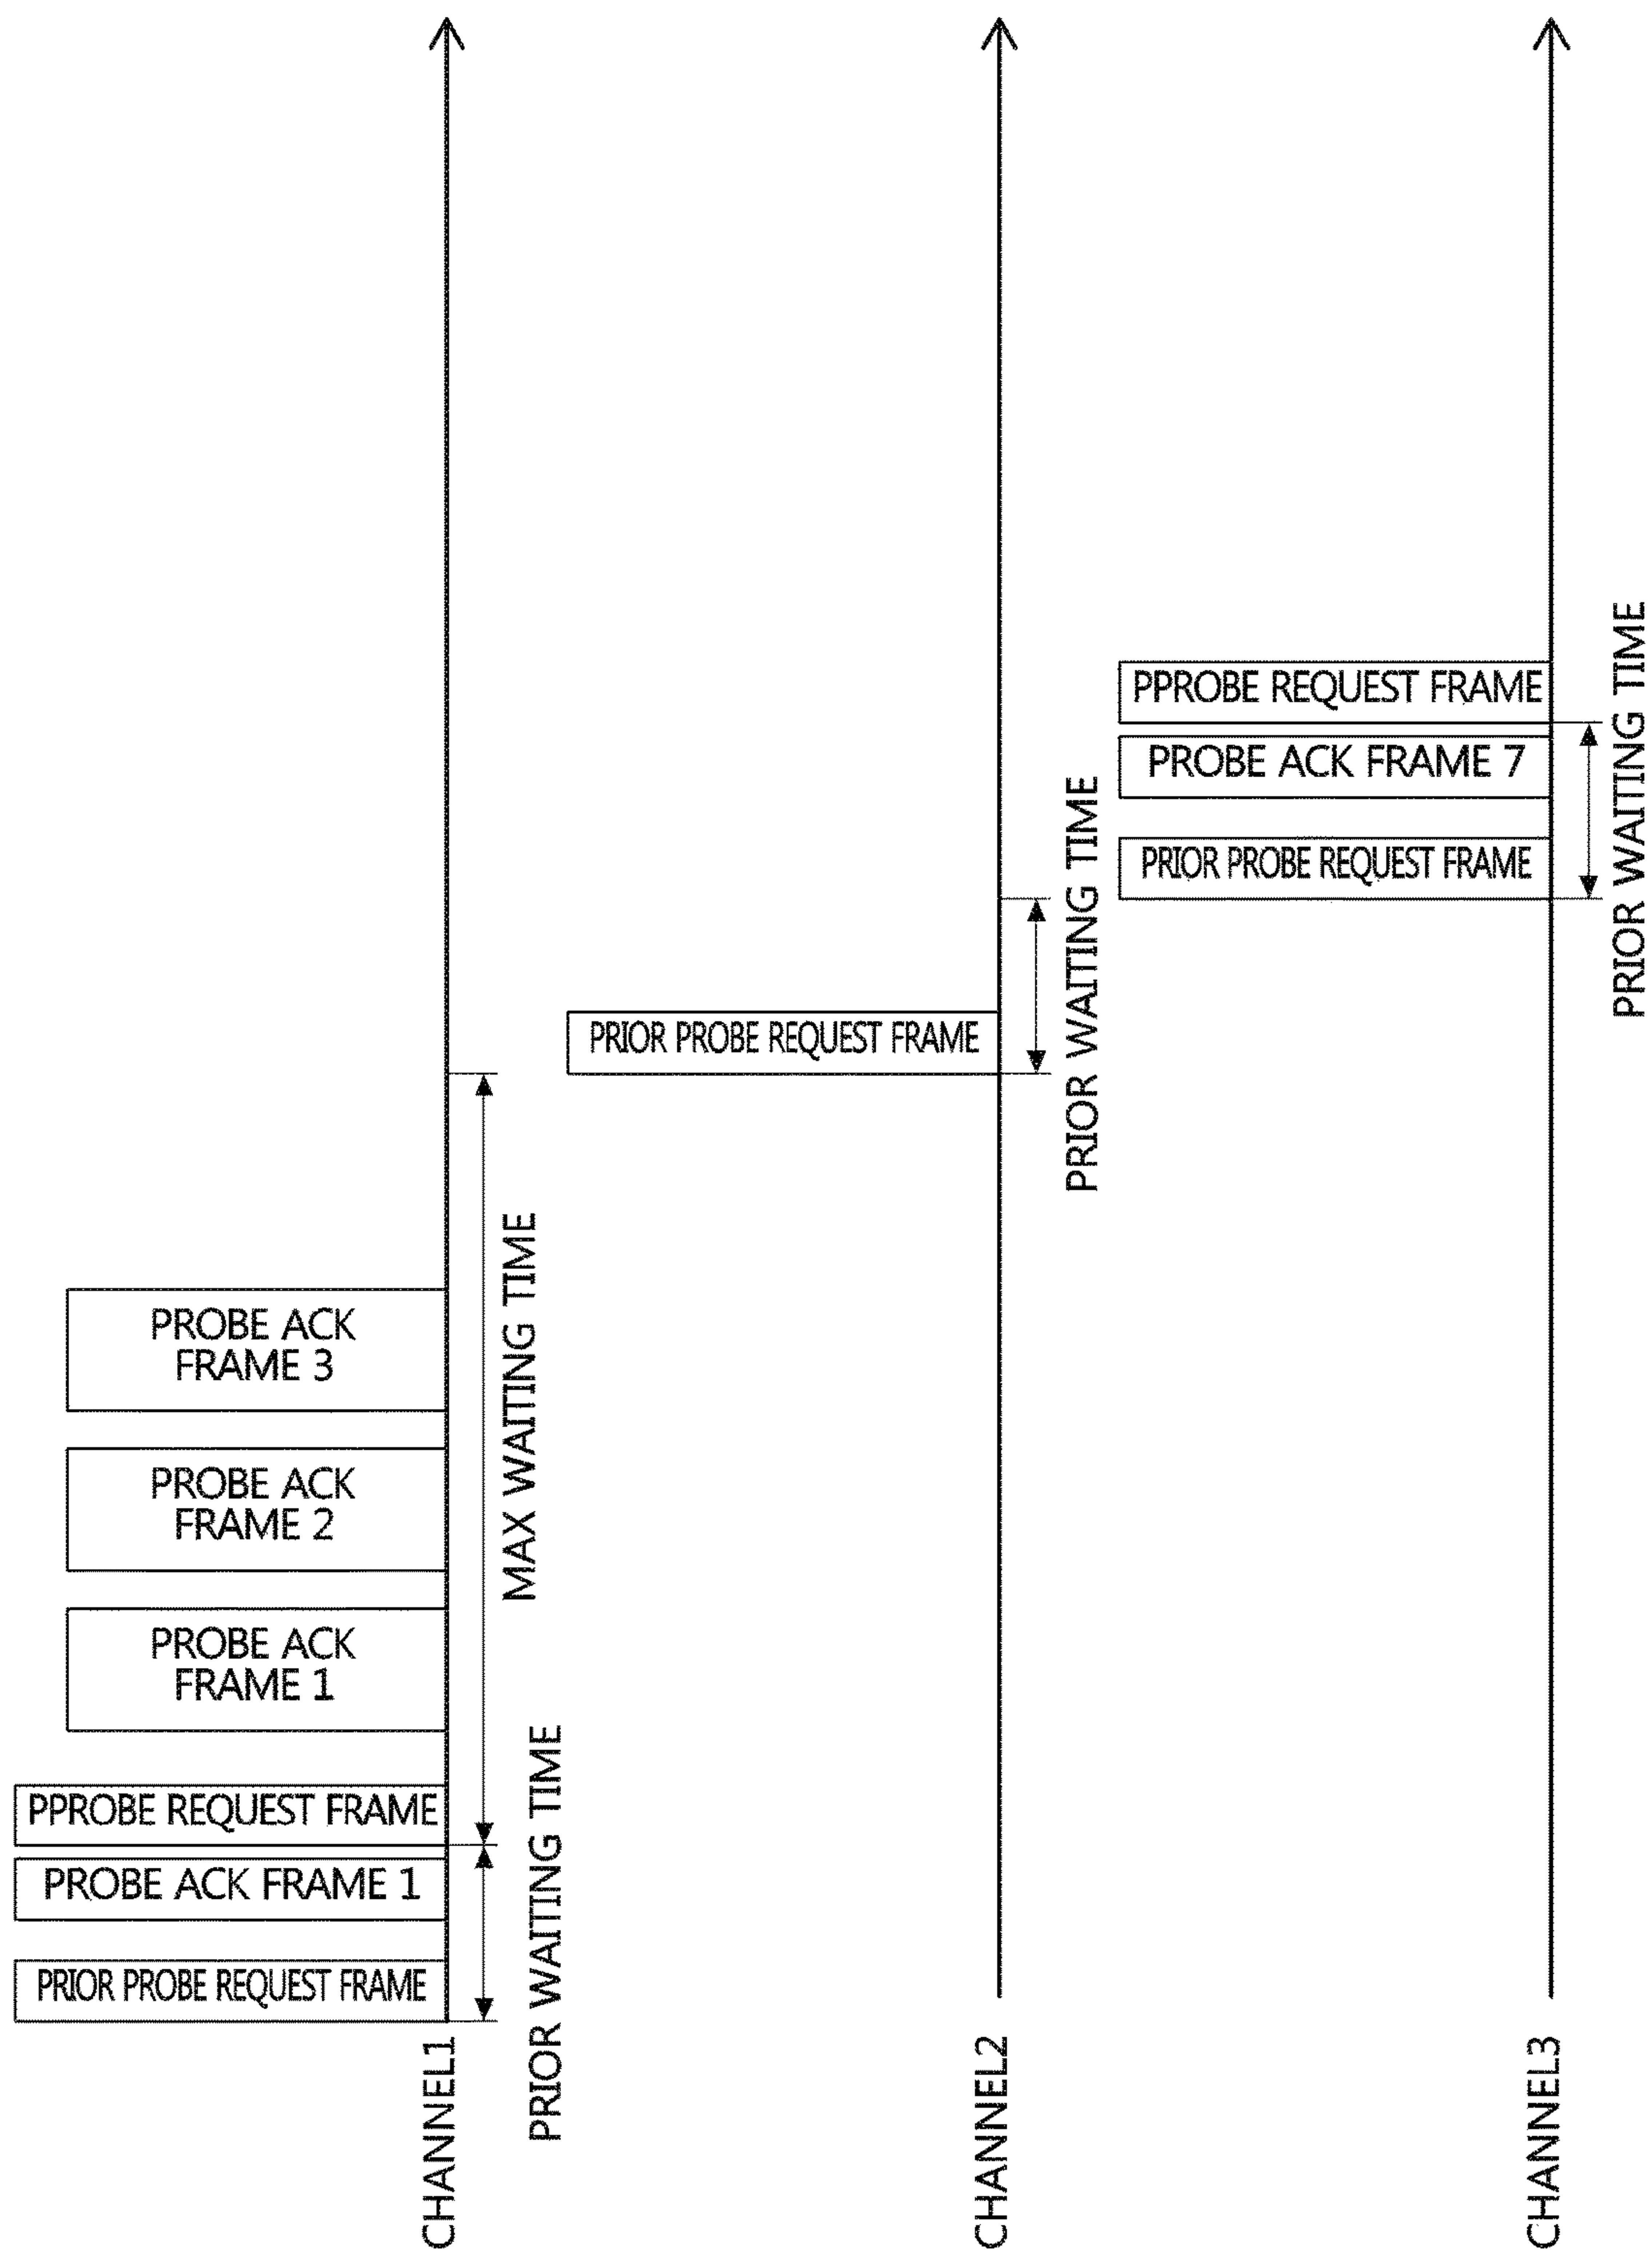 PPROBE REQUEST FRAME
PROBE ACK FRAME 7
PRIOR PROBE REQUEST FRAME
PRIOR WAITING TIME
PRIOR PROBE REQUEST FRAME
PRIOR WAITING TIME
PROBE ACK
FRAME 3
PROBE ACK
FRAME 2
PROBE ACK
FRAME 1
MAX WAITING TIME
PPROBE REQUEST FRAME
PROBE ACK FRAME 1
PRIOR PROBE REQUEST FRAME
PRIOR WAITING TIME
CHANNEL1
CHANNEL2
CHANNEL3